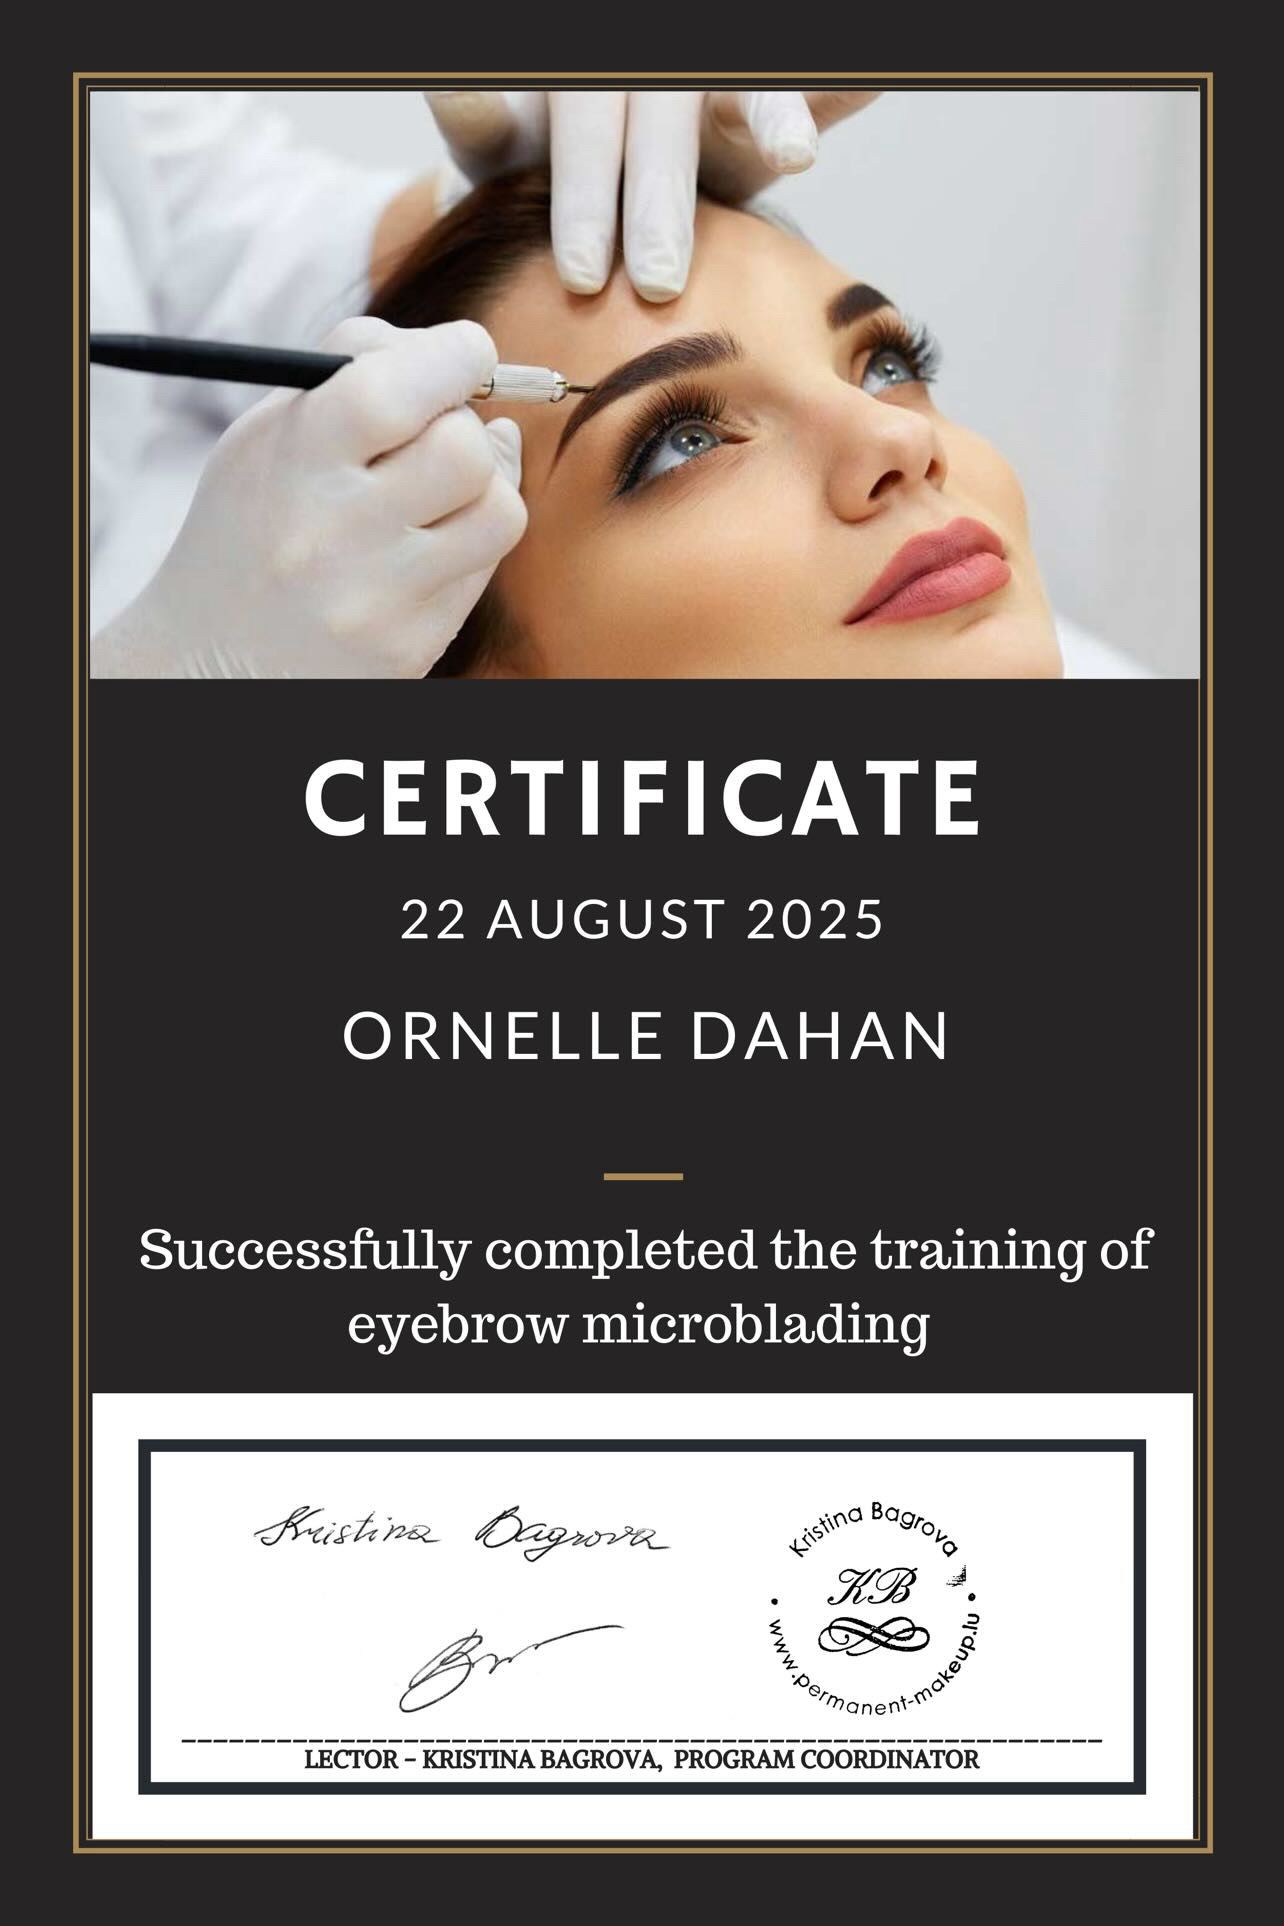 CERTIFICATE
22 AUGUST 2025
ORNELLE DAHAN
Successfully completed the training of
eyebrow microblading
Kristina Bagrova
Kristina Bagrova
KB
www.permanent-makeup.lu
LECTOR – KRISTINA BAGROVA, PROGRAM COORDINATOR